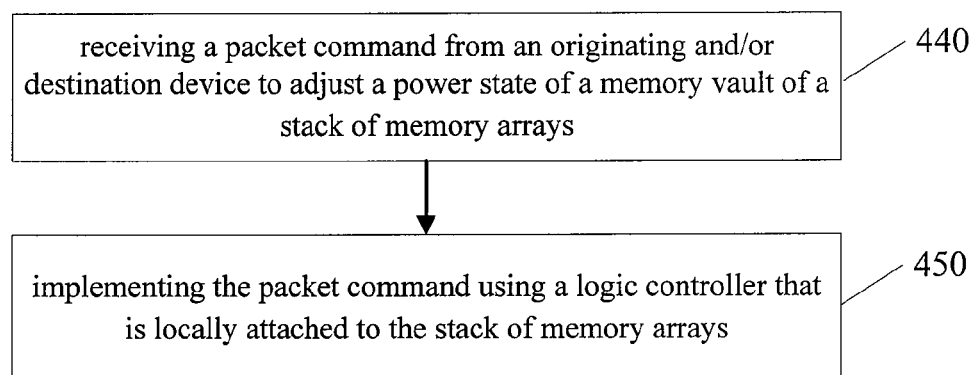 receiving a packet command from an originating and/or
destination device to adjust a power state of a memory vault of a
stack of memory arrays
440
implementing the packet command using a logic controller that
is locally attached to the stack of memory arrays
450